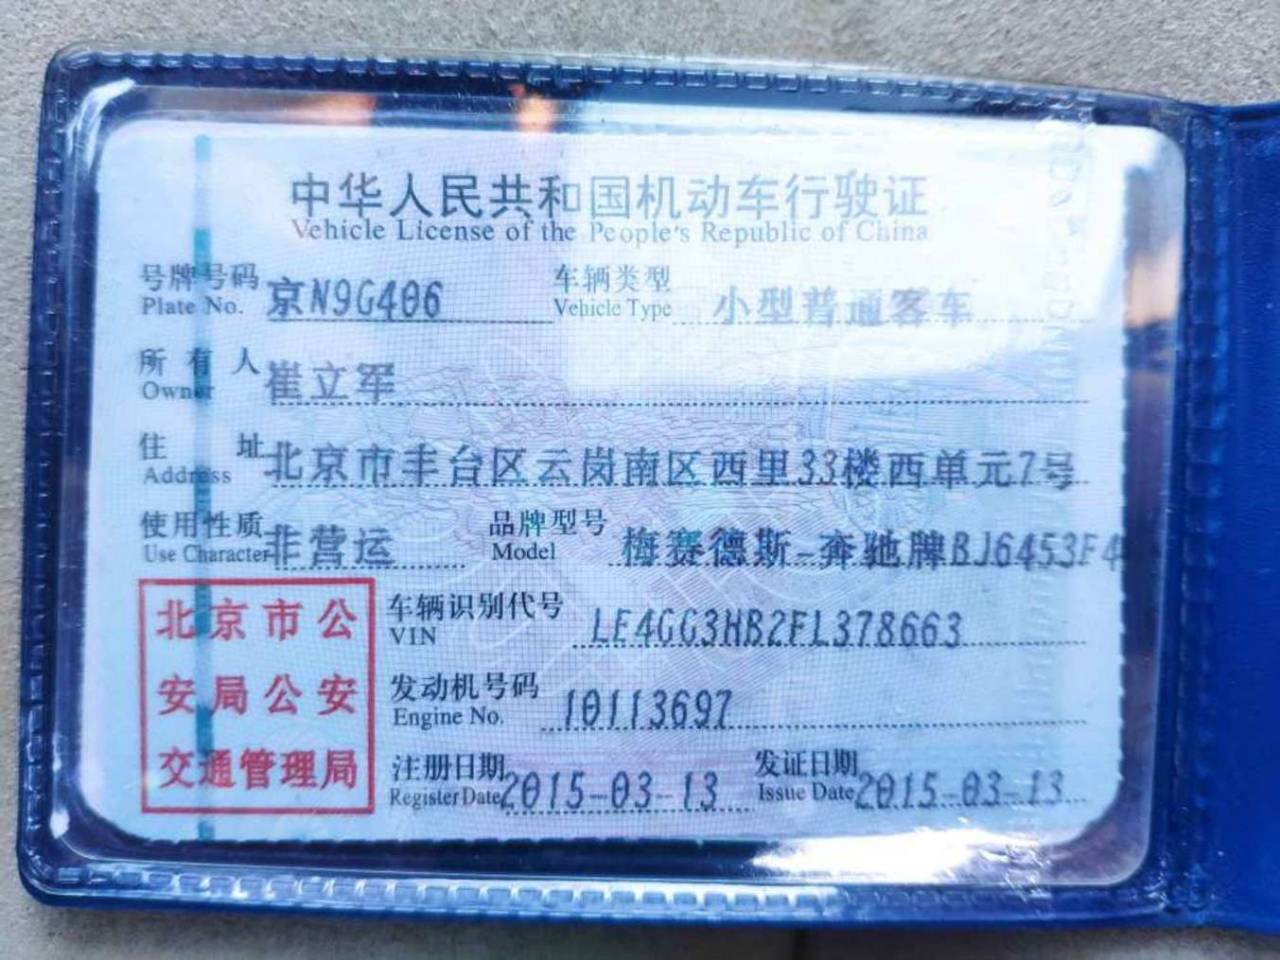 中华人民共和国机动车行驶证
Vehicle License of the People's Republic of China
号牌号码 京N9G406 车辆类型 小型普通客车
Plate No. Vehicle Type
所有人 崔立军
Owner
住址 北京市丰台区云岗南区西里33楼西单元7号
Address
使用性质 非营运 品牌型号 梅赛德斯-奔驰牌BJ6453F4
Use Character Model
北京市公
安局公安
交通管理局
车辆识别代号 LE4GG3HB2FL378663
VIN
发动机号码 10113697
Engine No.
注册日期 2015-03-13 发证日期 2015-03-13
Register Date Issue Date